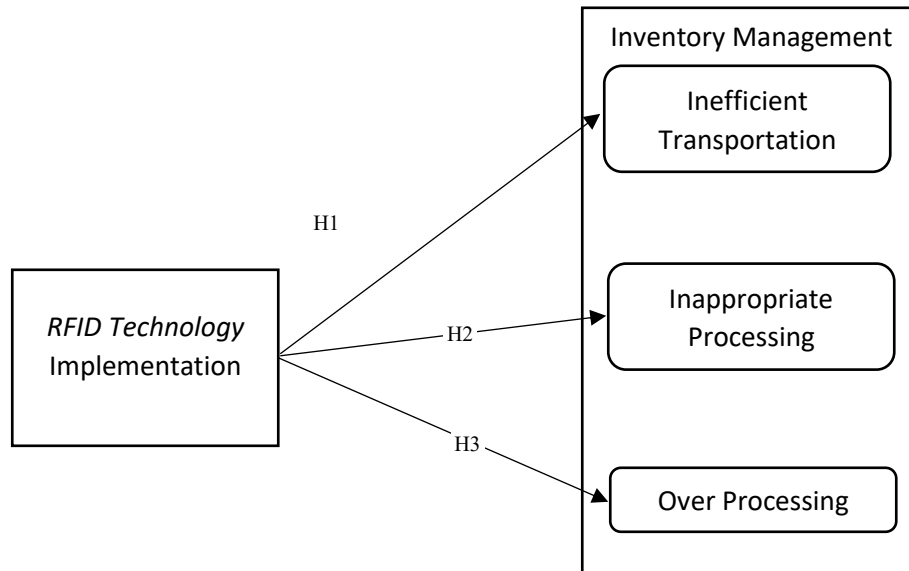 Inventory Management
Inefficient
Transportation
H1
RFID Technology
Implementation
H2
Inappropriate
Processing
H3
Over Processing